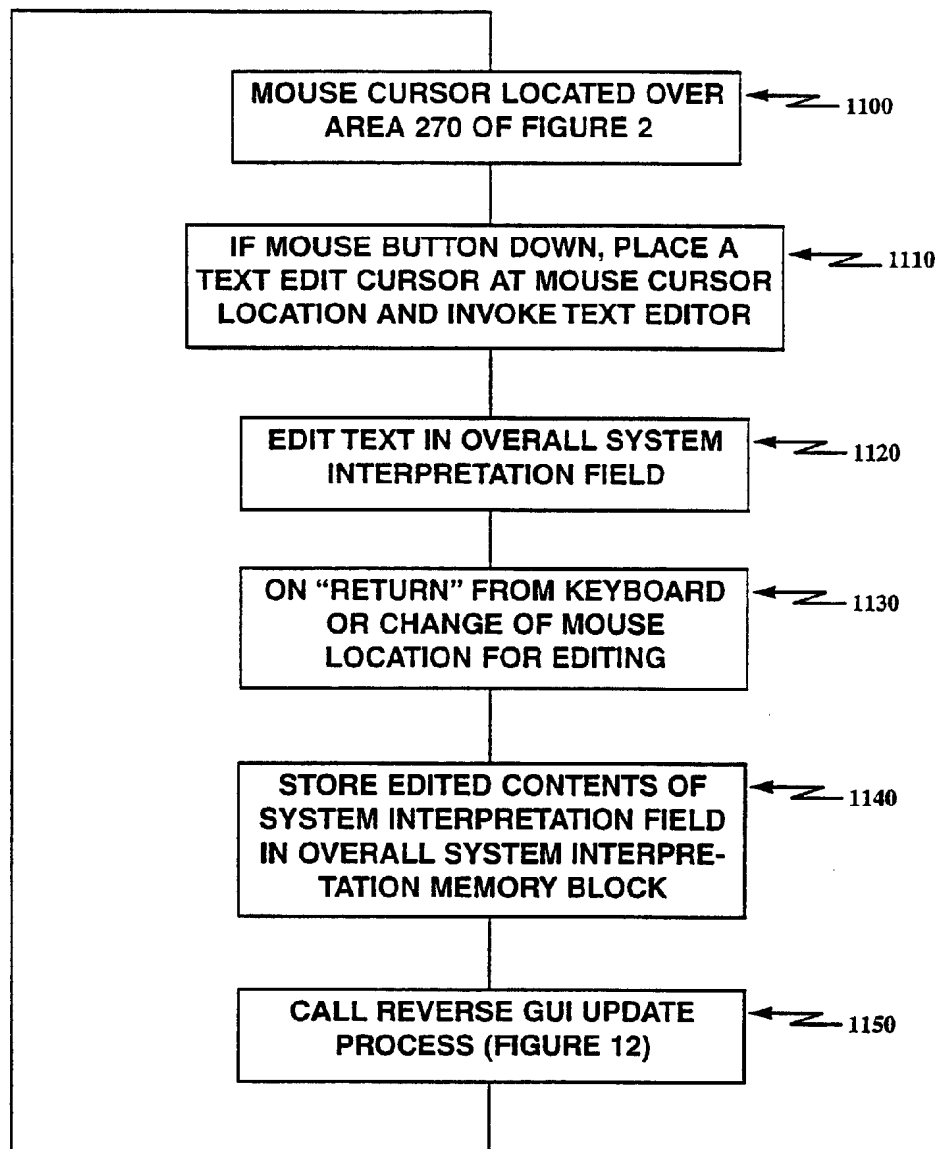 MOUSE CURSOR LOCATED OVER
AREA 270 OF FIGURE 2
1100
IF MOUSE BUTTON DOWN, PLACE A
TEXT EDIT CURSOR AT MOUSE CURSOR
LOCATION AND INVOKE TEXT EDITOR
1110
EDIT TEXT IN OVERALL SYSTEM
INTERPRETATION FIELD
1120
ON “RETURN” FROM KEYBOARD
OR CHANGE OF MOUSE
LOCATION FOR EDITING
1130
STORE EDITED CONTENTS OF
SYSTEM INTERPRETATION FIELD
IN OVERALL SYSTEM INTERPRE-
TATION MEMORY BLOCK
1140
CALL REVERSE GUI UPDATE
PROCESS (FIGURE 12)
1150